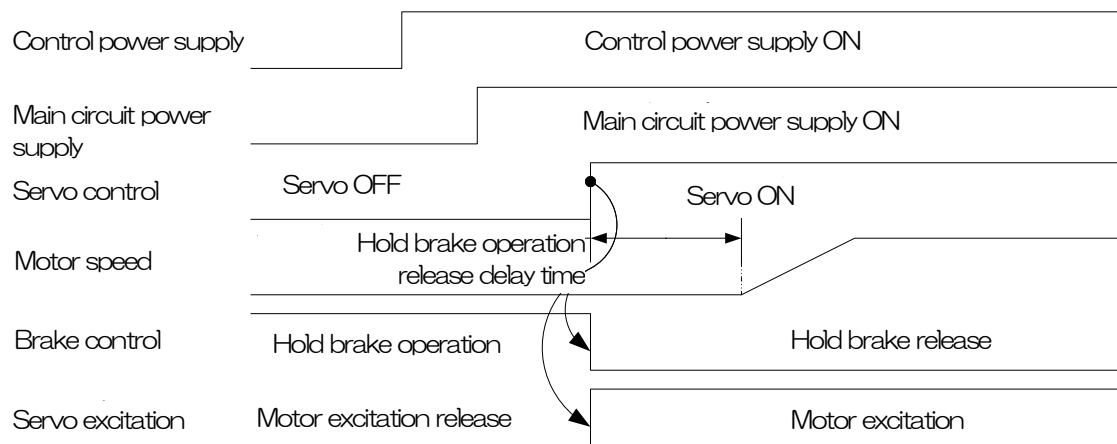 Control power supply
Control power supply ON
Main circuit power
supply
Main circuit power supply ON
Servo control
Servo OFF
Servo ON
Motor speed
Hold brake operation
release delay time
Brake control
Hold brake operation
Hold brake release
Servo excitation
Motor excitation release
Motor excitation